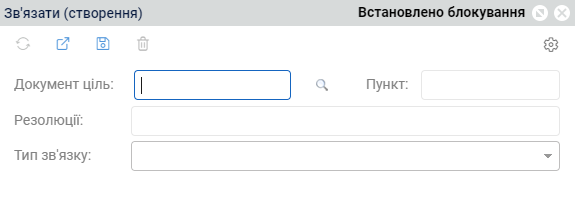 Зв'язати (створення) Встановлено блокування
Документ ціль: Пункт:
Резолюції:
Тип зв'язку: